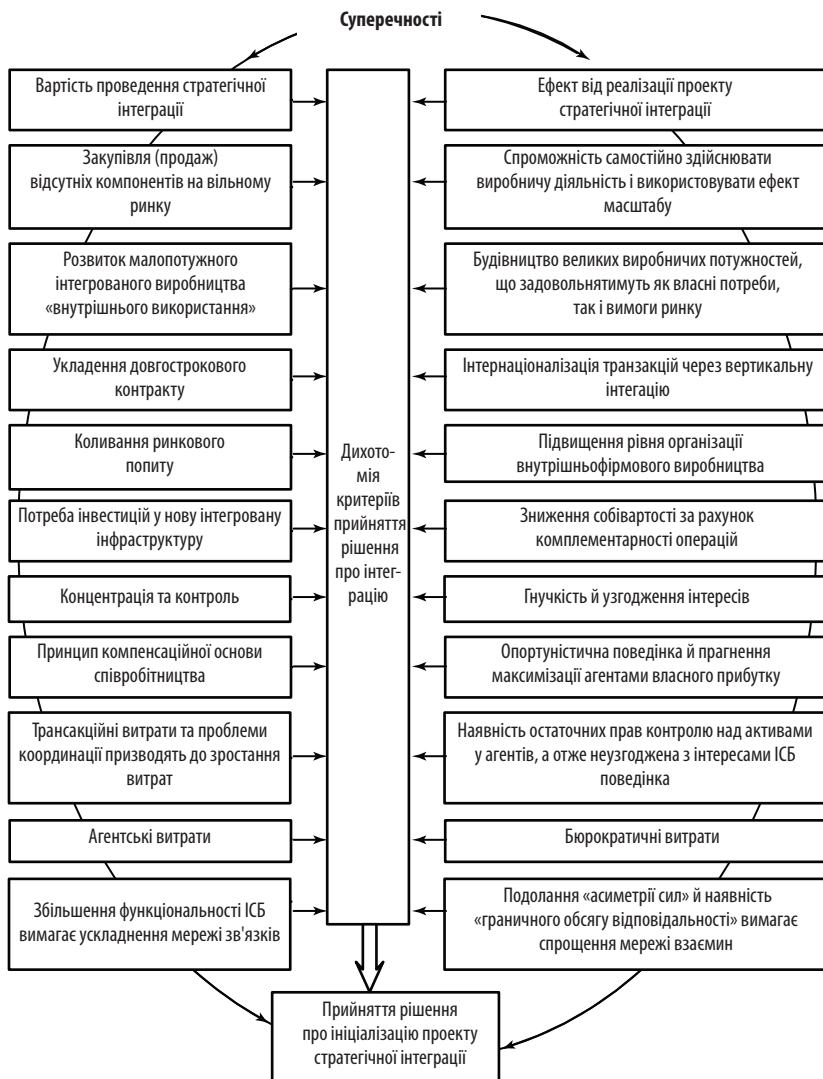 Суперечності
Вартість проведення стратегічної
інтеграції
Ефект від реалізації проекту
стратегічної інтеграції
Закупівля (продаж)
відсутніх компонентів на вільному
ринку
Спроможність самостійно здійснювати
виробничу діяльність і використовувати ефект
масштабу
Розвиток малопотужного
інтегрованого виробництва
«внутрішнього використання»
Будівництво великих виробничих потужностей,
що задовольнятимуть як власні потреби,
так і вимоги ринку
Укладення довгострокового
контракту
Інтернаціоналізація транзакцій через вертикальну
інтегацію
Коливання ринкового
попиту
Підвищення рівня організації
внутрішньофірмового виробництва
Дихото-
мія
критеріїв
прийняття
рішення
про інтег-
рацію
Потреба інвестицій у нову інтегровану
інфраструктуру
Зниження собівартості за рахунок
комплементарності операцій
Концентрація та контроль
Гнучкість й узгодження інтересів
Принцип компенсаційної основи
співробітництва
Опортуністична поведінка й прагнення
максимізації агентами власного прибутку
Трансакційні витрати та проблеми
координації призводять до зростання
витрат
Наявність остаточних прав контролю над активами
у агентів, а отже неузгоджена з інтересами ІСБ
поведінка
Агентські витрати
Бюрократичні витрати
Збільшення функціональності ІСБ
вимагає ускладнення мережі зв'язків
Подолання «асиметрії сил» й наявність
«граничного обсягу відповідальності» вимагає
спрощення мережі взаємин
Прийняття рішення
про ініціалізацію проекту
стратегічної інтеграції